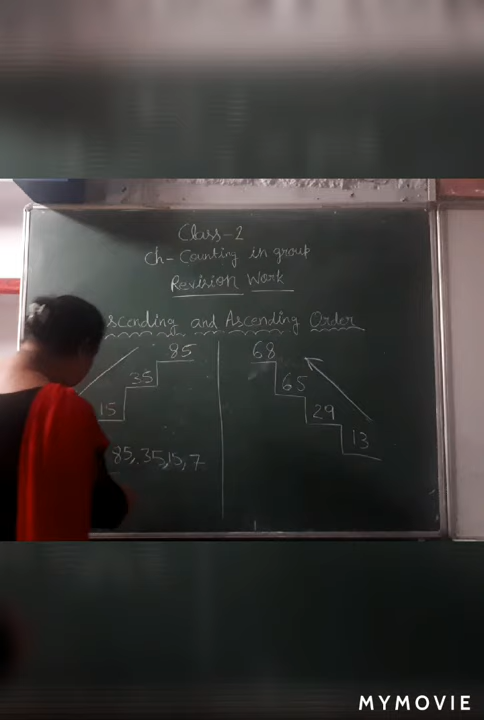 Class-2
Ch- Counting in group
Revision Work
scending and Ascending Order
85
35
15
85, 35, 15, 7
68
65
29
13
MYMOVIE